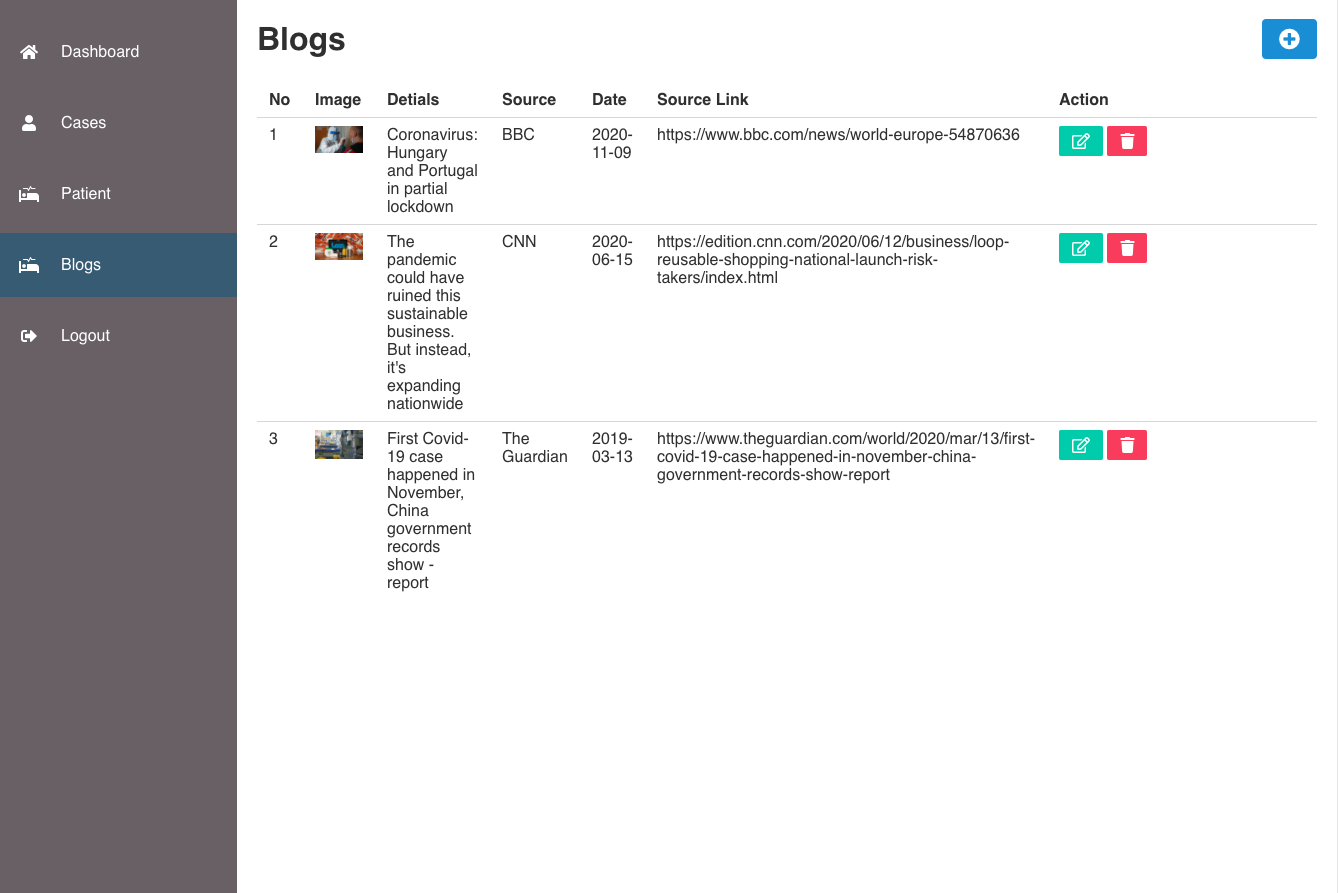 Dashboard
Cases
Patient
Blogs
Logout
Blogs
No Image Detials Source Date Source Link Action
1 Coronavirus: BBC 2020- https://www.bbc.com/news/world-europe-54870636
Hungary 11-09
and Portugal
in partial
lockdown
2 The CNN 2020- https://edition.cnn.com/2020/06/12/business/loop-
pandemic 06-15 reusable-shopping-national-launch-risk-
could have takers/index.html
ruined this
sustainable
business.
But instead,
it's
expanding
nationwide
3 First Covid- The 2019- https://www.theguardian.com/world/2020/mar/13/first-
19 case Guardian 03-13 covid-19-case-happened-in-november-china-
happened in government-records-show-report
November,
China
government
records
show -
report